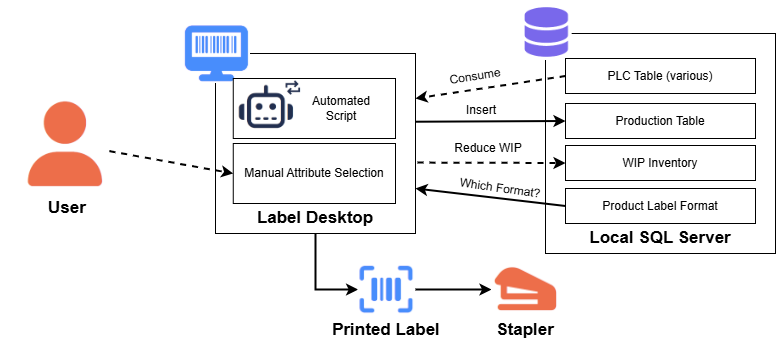 Consume
PLC Table (various)
Automated
Script
Insert
Production Table
Reduce WIP
WIP Inventory
Manual Attribute Selection
Which Format?
Product Label Format
User
Label Desktop
Local SQL Server
Printed Label
Stapler